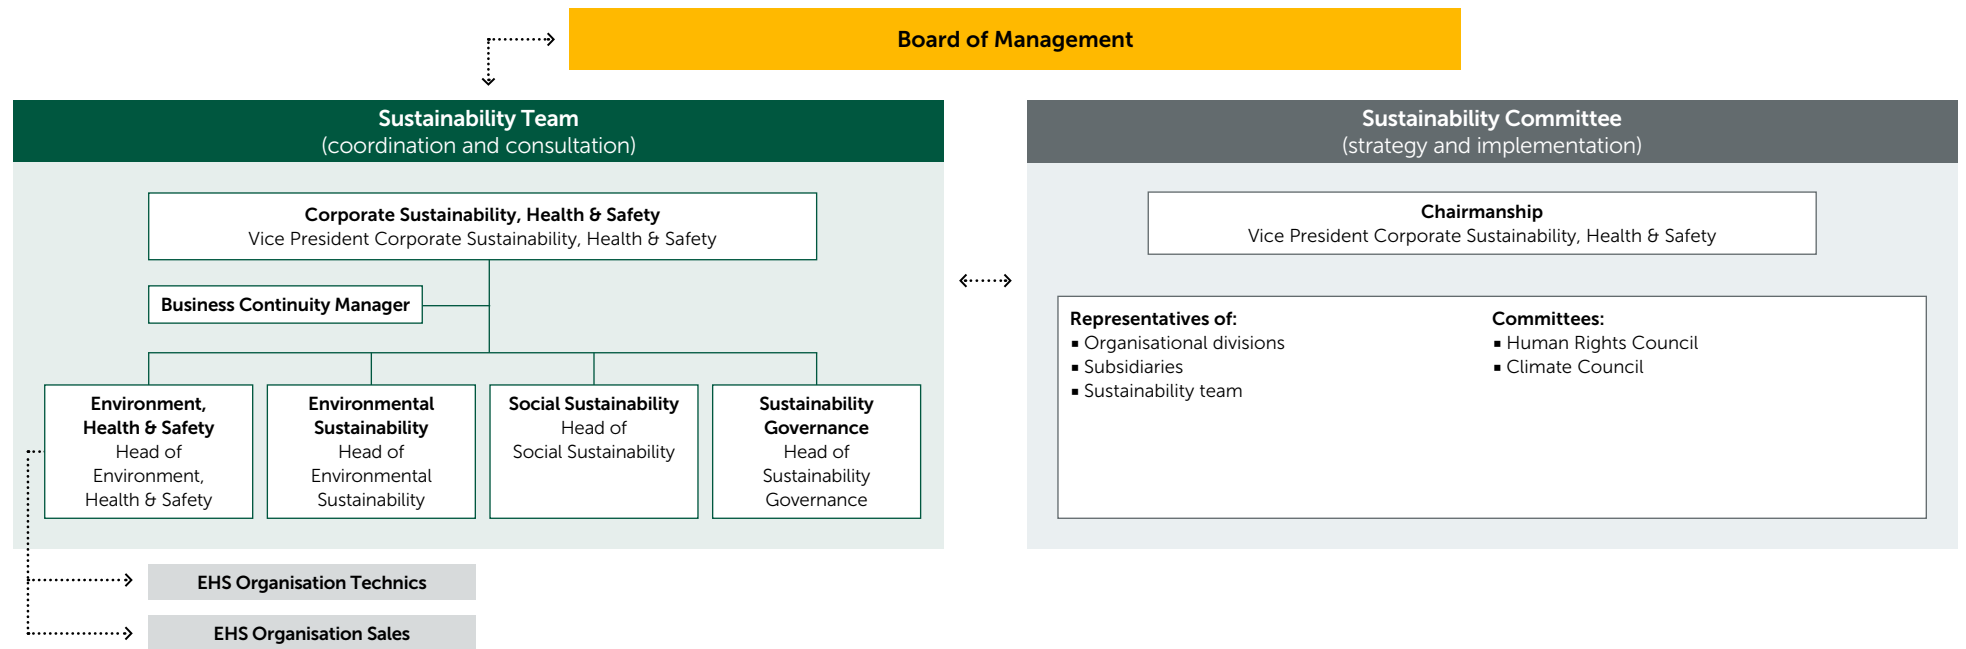 Board of Management
Sustainability Team
(coordination and consultation)
Corporate Sustainability, Health & Safety
Vice President Corporate Sustainability, Health & Safety
Business Continuity Manager
Environment,
Health & Safety
Head of
Environment,
Health & Safety
Environmental
Sustainability
Head of
Environmental
Sustainability
Social Sustainability
Head of
Social Sustainability
Sustainability
Governance
Head of
Sustainability
Governance
EHS Organisation Technics
EHS Organisation Sales
Sustainability Committee
(strategy and implementation)
Chairmanship
Vice President Corporate Sustainability, Health & Safety
Representatives of:
▪ Organisational divisions
▪ Subsidiaries
▪ Sustainability team
Committees:
▪ Human Rights Council
▪ Climate Council